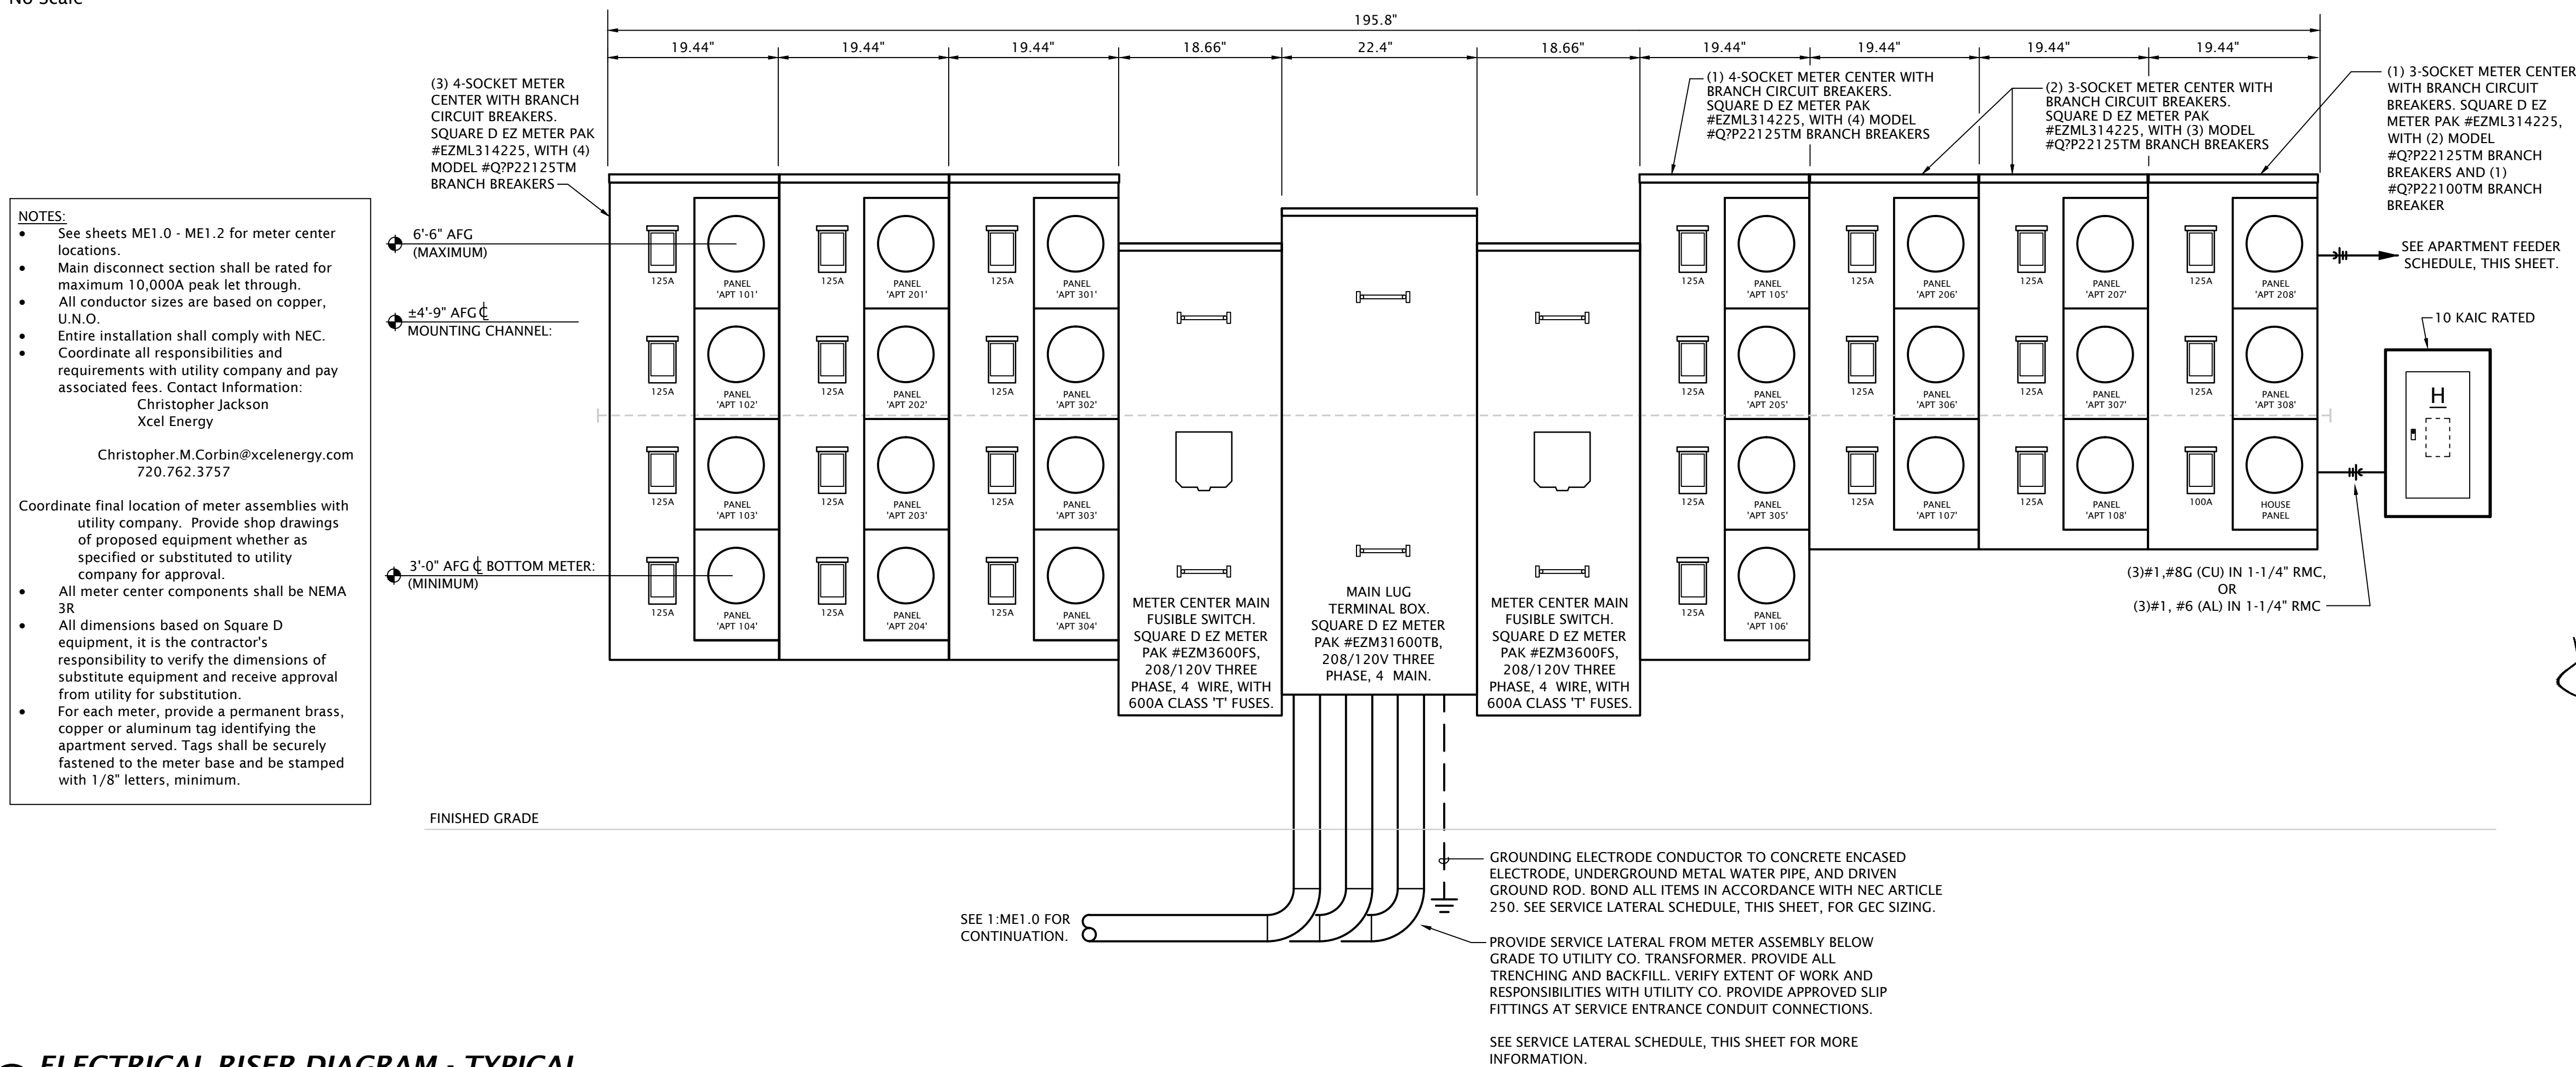 No Scale
195.8"
19.44"
19.44"
19.44"
18.66"
22.4"
18.66"
19.44"
19.44"
19.44"
19.44"
(3) 4-SOCKET METER
CENTER WITH BRANCH
CIRCUIT BREAKERS.
SQUARE D EZ METER PAK
#EZML314225, WITH (4)
MODEL #Q?P22125TM
BRANCH BREAKERS
(1) 4-SOCKET METER CENTER WITH
BRANCH CIRCUIT BREAKERS.
SQUARE D EZ METER PAK
#EZML314225, WITH (4) MODEL
#Q?P22125TM BRANCH BREAKERS
(2) 3-SOCKET METER CENTER WITH
BRANCH CIRCUIT BREAKERS.
SQUARE D EZ METER PAK
#EZML314225, WITH (3) MODEL
#Q?P22125TM BRANCH BREAKERS
(1) 3-SOCKET METER CENTER
WITH BRANCH CIRCUIT
BREAKERS. SQUARE D EZ
METER PAK #EZML314225,
WITH (2) MODEL
#Q?P22125TM BRANCH
BREAKERS AND (1)
#Q?P22100TM BRANCH
BREAKER
NOTES:
• See sheets ME1.0 - ME1.2 for meter center
locations.
• Main disconnect section shall be rated for
maximum 10,000A peak let through.
• All conductor sizes are based on copper,
U.N.O.
• Entire installation shall comply with NEC.
• Coordinate all responsibilities and
requirements with utility company and pay
associated fees. Contact Information:
Christopher Jackson
Xcel Energy
Christopher.M.Corbin@xcelenergy.com
720.762.3757
Coordinate final location of meter assemblies with
utility company. Provide shop drawings
of proposed equipment whether as
specified or substituted to utility
company for approval.
• All meter center components shall be NEMA
3R
• All dimensions based on Square D
equipment, it is the contractor's
responsibility to verify the dimensions of
substitute equipment and receive approval
from utility for substitution.
• For each meter, provide a permanent brass,
copper or aluminum tag identifying the
apartment served. Tags shall be securely
fastened to the meter base and be stamped
with 1/8" letters, minimum.
6'-6" AFG
(MAXIMUM)
±4'-9" AFG ℄
MOUNTING CHANNEL:
3'-0" AFG ℄ BOTTOM METER:
(MINIMUM)
125A
PANEL
'APT 101'
125A
PANEL
'APT 201'
125A
PANEL
'APT 301'
125A
PANEL
'APT 105'
125A
PANEL
'APT 206'
125A
PANEL
'APT 207'
125A
PANEL
'APT 208'
125A
PANEL
'APT 102'
125A
PANEL
'APT 202'
125A
PANEL
'APT 302'
125A
PANEL
'APT 205'
125A
PANEL
'APT 306'
125A
PANEL
'APT 307'
125A
PANEL
'APT 308'
125A
PANEL
'APT 103'
125A
PANEL
'APT 203'
125A
PANEL
'APT 303'
125A
PANEL
'APT 305'
125A
PANEL
'APT 107'
125A
PANEL
'APT 108'
100A
HOUSE
PANEL
125A
PANEL
'APT 104'
125A
PANEL
'APT 204'
125A
PANEL
'APT 304'
125A
PANEL
'APT 106'
METER CENTER MAIN
FUSIBLE SWITCH.
SQUARE D EZ METER
PAK #EZM3600FS,
208/120V THREE
PHASE, 4 WIRE, WITH
600A CLASS 'T' FUSES.
MAIN LUG
TERMINAL BOX.
SQUARE D EZ METER
PAK #EZM31600TB,
208/120V THREE
PHASE, 4 MAIN.
METER CENTER MAIN
FUSIBLE SWITCH.
SQUARE D EZ METER
PAK #EZM3600FS,
208/120V THREE
PHASE, 4 WIRE, WITH
600A CLASS 'T' FUSES.
SEE APARTMENT FEEDER
SCHEDULE, THIS SHEET.
10 KAIC RATED
H
(3)#1,#8G (CU) IN 1-1/4" RMC,
OR
(3)#1, #6 (AL) IN 1-1/4" RMC
FINISHED GRADE
SEE 1:ME1.0 FOR
CONTINUATION.
GROUNDING ELECTRODE CONDUCTOR TO CONCRETE ENCASED
ELECTRODE, UNDERGROUND METAL WATER PIPE, AND DRIVEN
GROUND ROD. BOND ALL ITEMS IN ACCORDANCE WITH NEC ARTICLE
250. SEE SERVICE LATERAL SCHEDULE, THIS SHEET, FOR GEC SIZING.
PROVIDE SERVICE LATERAL FROM METER ASSEMBLY BELOW
GRADE TO UTILITY CO. TRANSFORMER. PROVIDE ALL
TRENCHING AND BACKFILL. VERIFY EXTENT OF WORK AND
RESPONSIBILITIES WITH UTILITY CO. PROVIDE APPROVED SLIP
FITTINGS AT SERVICE ENTRANCE CONDUIT CONNECTIONS.
SEE SERVICE LATERAL SCHEDULE, THIS SHEET FOR MORE
INFORMATION.
ELECTRICAL RISER DIAGRAM - TYPICAL